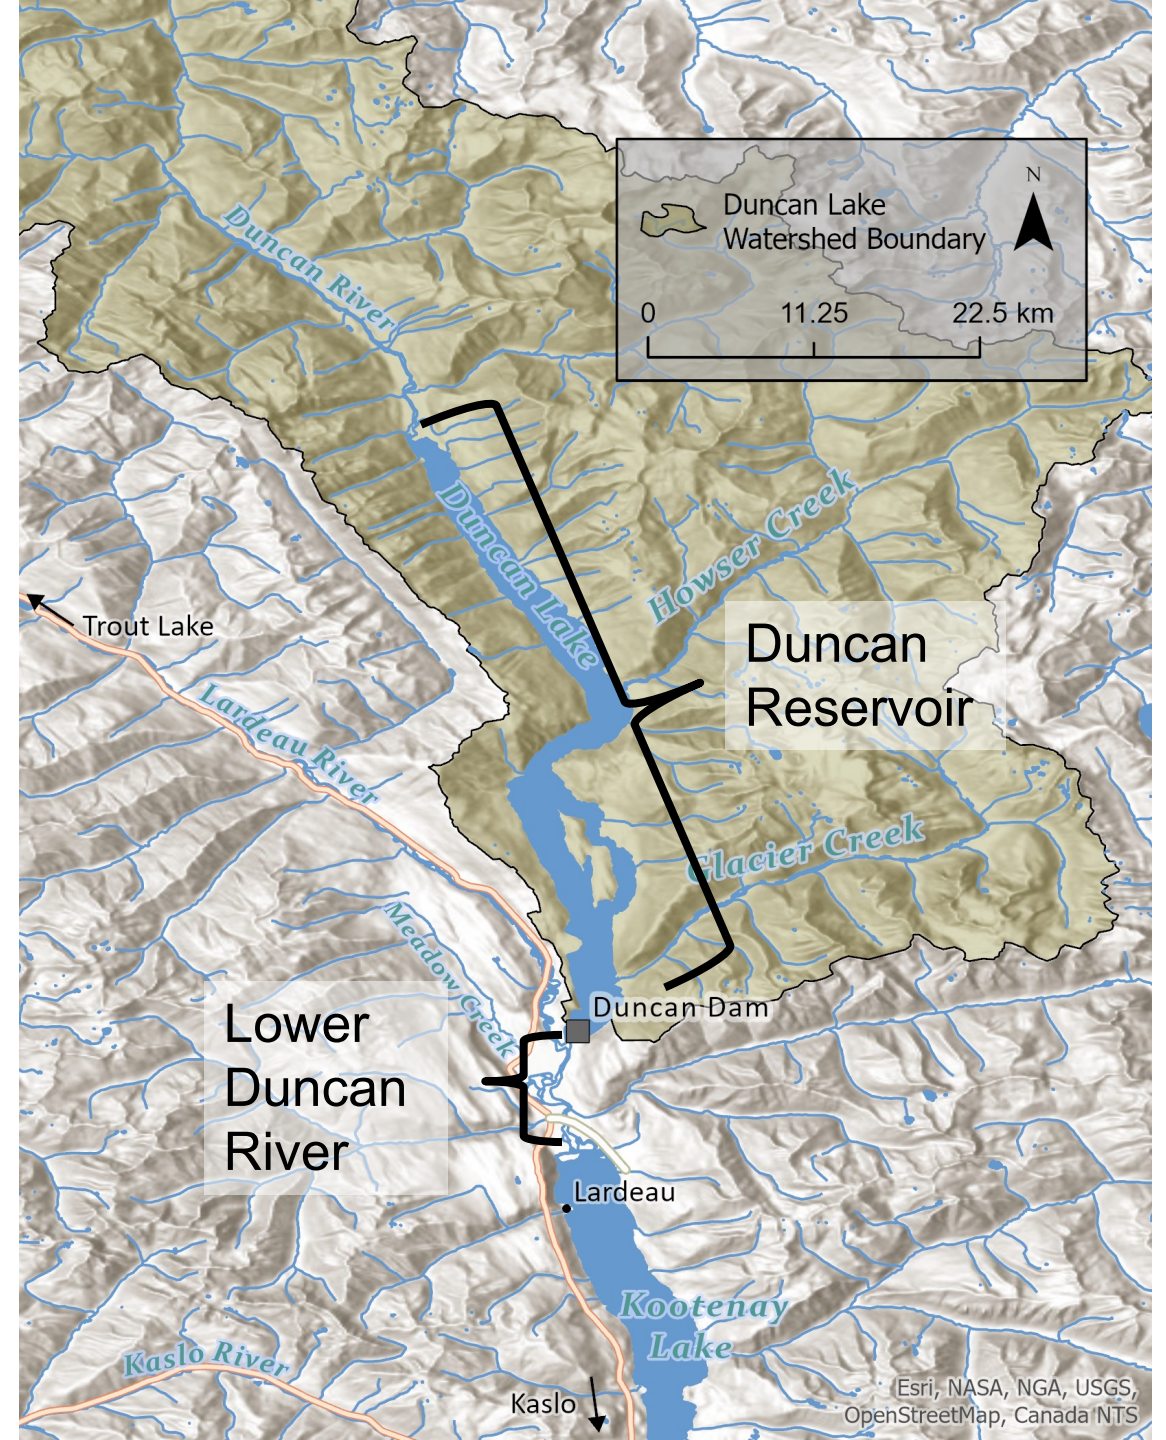 N
Duncan Lake
Watershed Boundary
0 11.25 22.5 km
Duncan River
Duncan Lake
Howser Creek
Trout Lake
Duncan
Reservoir
Lardeau River
Glacier Creek
Meadow Creek
Duncan Dam
Lower
Duncan
River
Lardeau
Kootenay
Lake
Kaslo River
Kaslo
Esri, NASA, NGA, USGS,
OpenStreetMap, Canada NTS